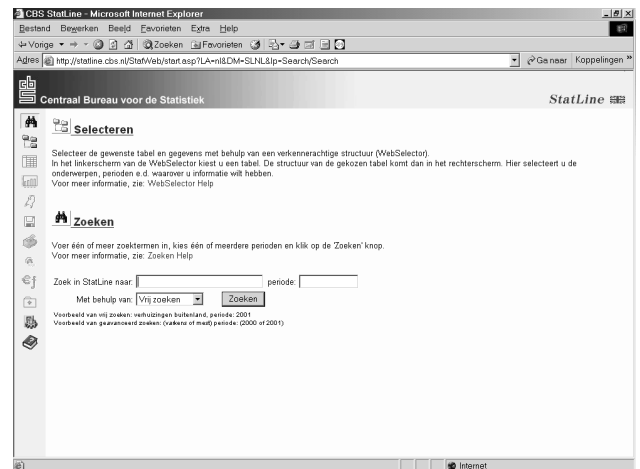 CBS StatLine - Microsoft Internet Explorer
Bestand Bewerken Beeld Favorieten Extra Help
Vorige Zoeken Favorieten
Adres http://statline.cbs.nl/StatWeb/start.asp?LA=nl&DM=SLNL&lp=Search/Search Ga naar Koppelingen »
cbs
Centraal Bureau voor de Statistiek StatLine
Selecteren
Selecteer de gewenste tabel en gegevens met behulp van een verkennerachtige structuur (WebSelector).
In het linkerscherm van de WebSelector kiest u een tabel. De structuur van de gekozen tabel komt dan in het rechterscherm. Hier selecteert u de
onderwerpen, perioden e.d. waarover u informatie wilt hebben.
Voor meer informatie, zie: WebSelector Help
Zoeken
Voer één of meer zoektermen in, kies één of meerdere perioden en klik op de 'Zoeken' knop.
Voor meer informatie, zie: Zoeken Help
Zoek in StatLine naar: periode:
Met behulp van: Vrij zoeken Zoeken
Voorbeeld van vrij zoeken: verhuizingen buitenland, periode: 2001
Voorbeeld van geavanceerd zoeken: (varkens of mest) periode: (2000 of 2001)
€ƒ
Internet